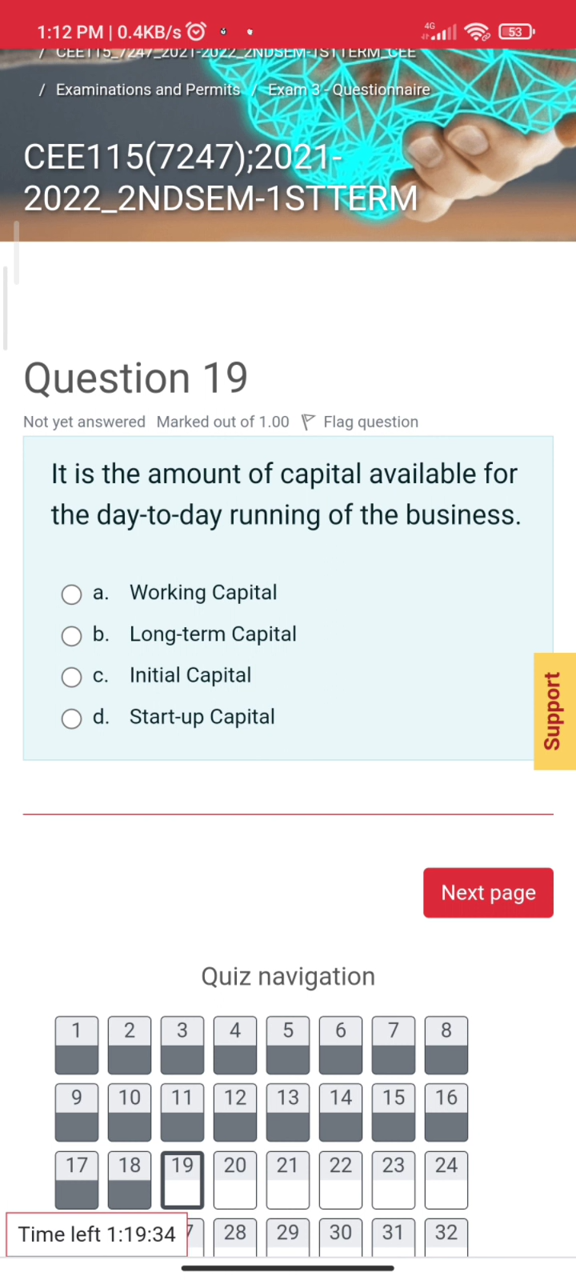 1:12 PM | 0.4KB/s
4G
53
/ CEE115_7247_2021-2022_2NDSEM-1STTERM_CEE
/ Examinations and Permits / Exam 3 - Questionnaire
CEE115(7247);2021-
2022_2NDSEM-1STTERM
Question 19
Not yet answered Marked out of 1.00 Flag question
It is the amount of capital available for
the day-to-day running of the business.
a. Working Capital
b. Long-term Capital
c. Initial Capital
d. Start-up Capital
Support
Next page
Quiz navigation
1 2 3 4 5 6 7 8
9 10 11 12 13 14 15 16
17 18 19 20 21 22 23 24
Time left 1:19:34
28 29 30 31 32